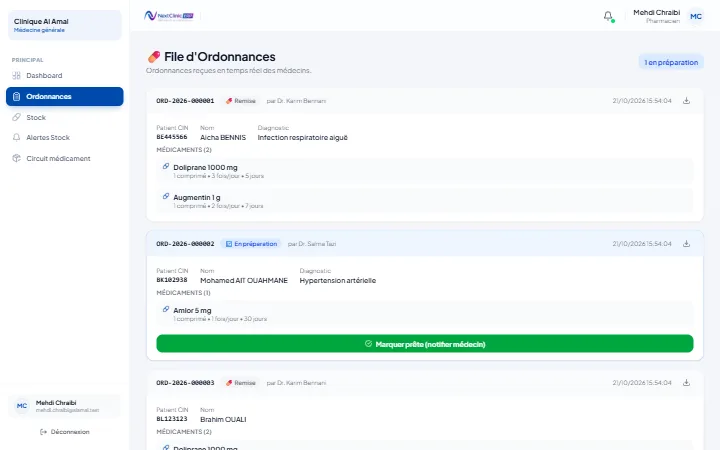 Clinique Al Amal
Médecine générale
PRINCIPAL
Dashboard
Ordonnances
Stock
Alertes Stock
Circuit médicament
MC
Mehdi Chraibi
Déconnexion
NextClinic
Mehdi Chraibi
Pharmacien
MC
File d'Ordonnances
Ordonnances reçues en temps réel des médecins.
1 en préparation
ORD-2026-000001 Remise par Dr. Karim Bennani 21/10/2026 15:54:04
Patient CIN Nom Diagnostic
BE445566 Aicha BENNIS Infection respiratoire aiguë
MÉDICAMENTS (2)
Doliprane 1000 mg
1 comprimé • 3 fois/jour • 5 jours
Augmentin 1 g
1 comprimé • 2 fois/jour • 7 jours
ORD-2026-000002 En préparation par Dr. Salma Tazi 21/10/2026 15:54:04
Patient CIN Nom Diagnostic
BK102938 Mohamed AIT OUAHMANE Hypertension artérielle
MÉDICAMENTS (1)
Amlor 5 mg
1 comprimé • 1 fois/jour • 30 jours
Marquer prête (notifier médecin)
ORD-2026-000003 Remise par Dr. Karim Bennani 21/10/2026 15:54:04
Patient CIN Nom
BL123123 Brahim OUALI
MÉDICAMENTS (2)
Doliprane 1000 mg